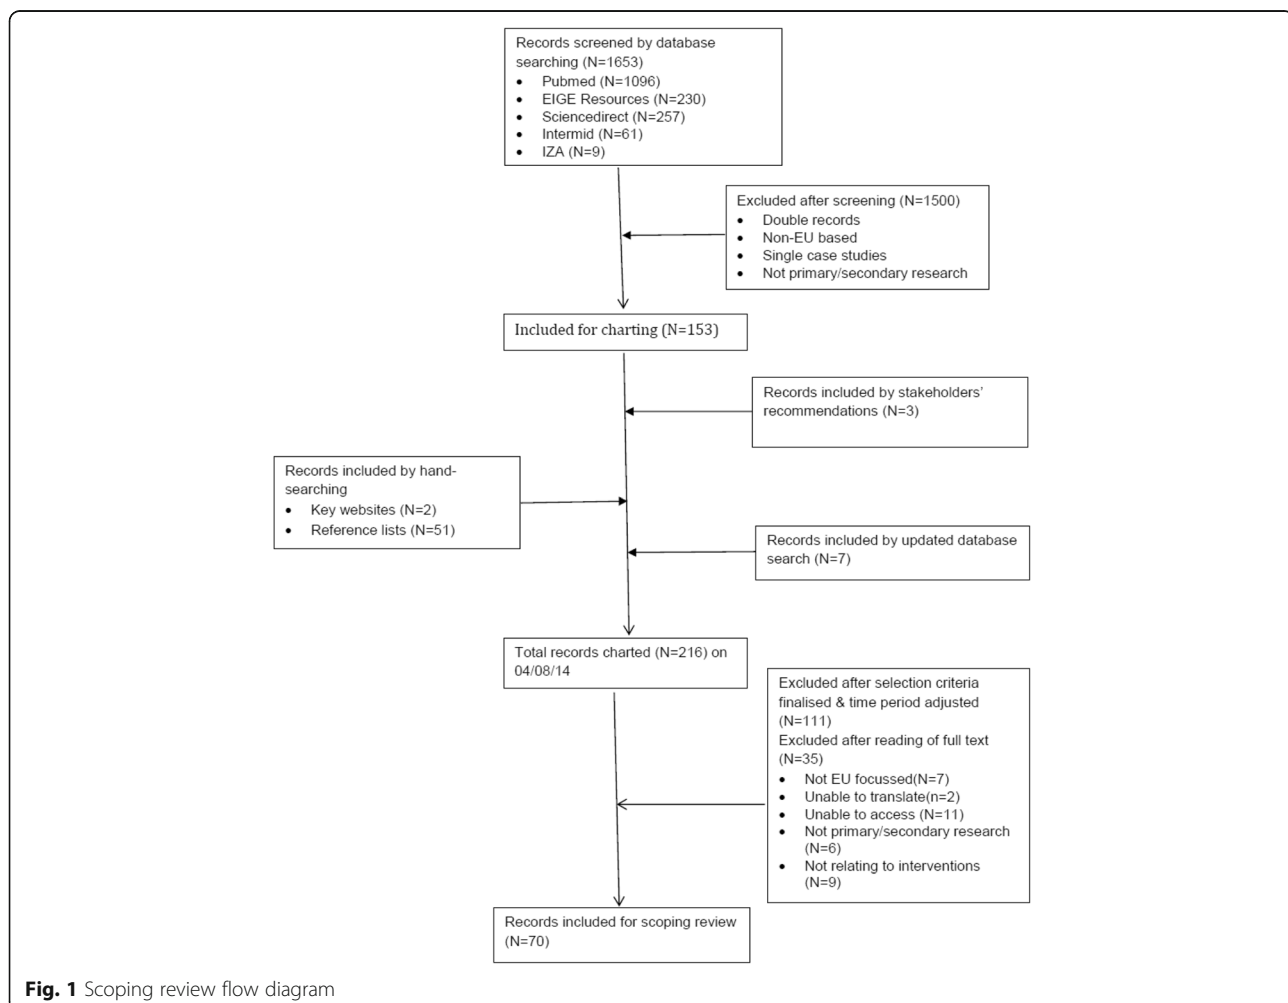 Records screened by database
searching (N=1653)
• Pubmed (N=1096)
• EIGE Resources (N=230)
• Sciencedirect (N=257)
• Intermid (N=61)
• IZA (N=9)
Excluded after screening (N=1500)
• Double records
• Non-EU based
• Single case studies
• Not primary/secondary research
Included for charting (N=153)
Records included by stakeholders'
recommendations (N=3)
Records included by hand-
searching
• Key websites (N=2)
• Reference lists (N=51)
Records included by updated database
search (N=7)
Total records charted (N=216) on
04/08/14
Excluded after selection criteria
finalised & time period adjusted
(N=111)
Excluded after reading of full text
(N=35)
• Not EU focussed(N=7)
• Unable to translate(n=2)
• Unable to access (N=11)
• Not primary/secondary research
(N=6)
• Not relating to interventions
(N=9)
Records included for scoping review
(N=70)
Fig. 1 Scoping review flow diagram